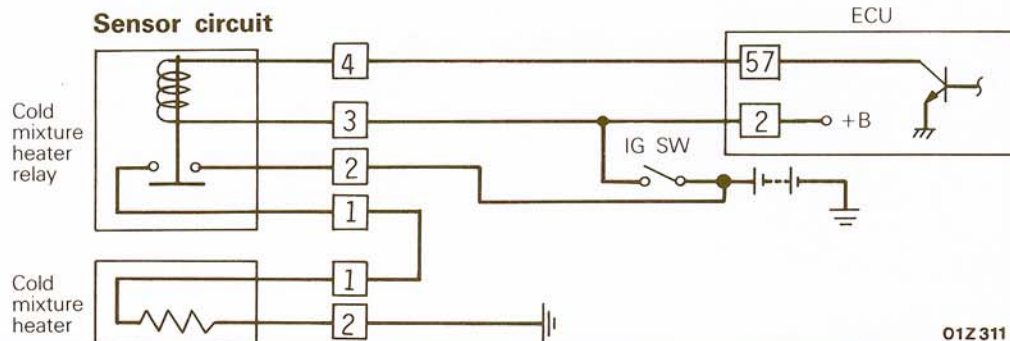 Sensor circuit
ECU
4
57
Cold
mixture
heater
relay
3
2
+B
IG SW
2
1
Cold
mixture
heater
1
2
01Z311